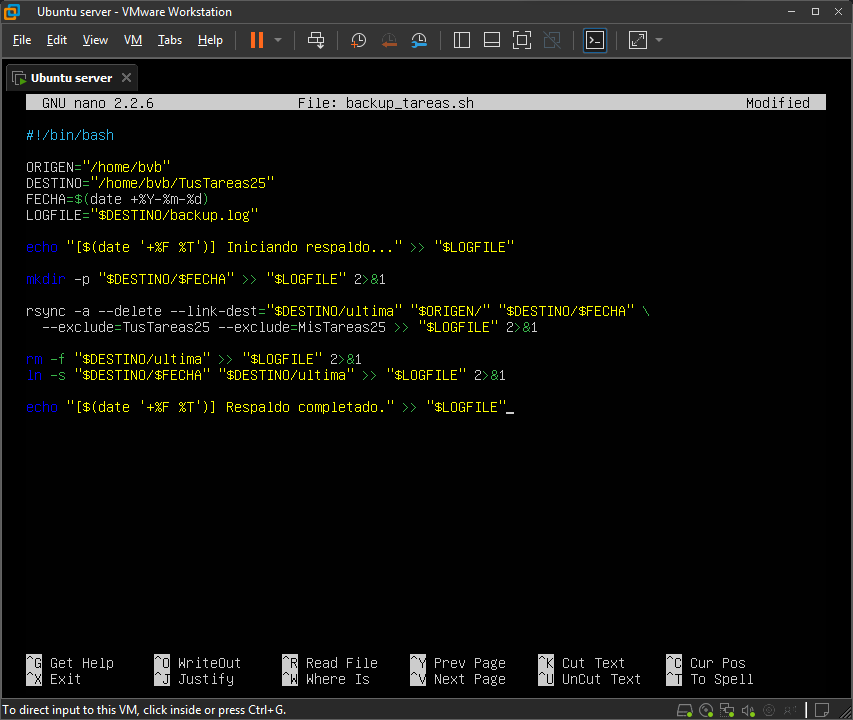 Ubuntu server - VMware Workstation
File Edit View VM Tabs Help
Ubuntu server
GNU nano 2.2.6 File: backup_tareas.sh Modified
#!/bin/bash
ORIGEN="/home/bvb"
DESTINO="/home/bvb/TusTareas25"
FECHA=$(date +%Y-%m-%d)
LOGFILE="$DESTINO/backup.log"
echo "[$(date '+%F %T')] Iniciando respaldo..." >> "$LOGFILE"
mkdir -p "$DESTINO/$FECHA" >> "$LOGFILE" 2>&1
rsync -a --delete --link-dest="$DESTINO/ultima" "$ORIGEN/" "$DESTINO/$FECHA" \
--exclude=TusTareas25 --exclude=MisTareas25 >> "$LOGFILE" 2>&1
rm -f "$DESTINO/ultima" >> "$LOGFILE" 2>&1
ln -s "$DESTINO/$FECHA" "$DESTINO/ultima" >> "$LOGFILE" 2>&1
echo "[$(date '+%F %T')] Respaldo completado." >> "$LOGFILE"
^G Get Help ^O WriteOut ^R Read File ^Y Prev Page ^K Cut Text ^C Cur Pos
^X Exit ^J Justify ^W Where Is ^V Next Page ^U UnCut Text ^T To Spell
To direct input to this VM, click inside or press Ctrl+G.